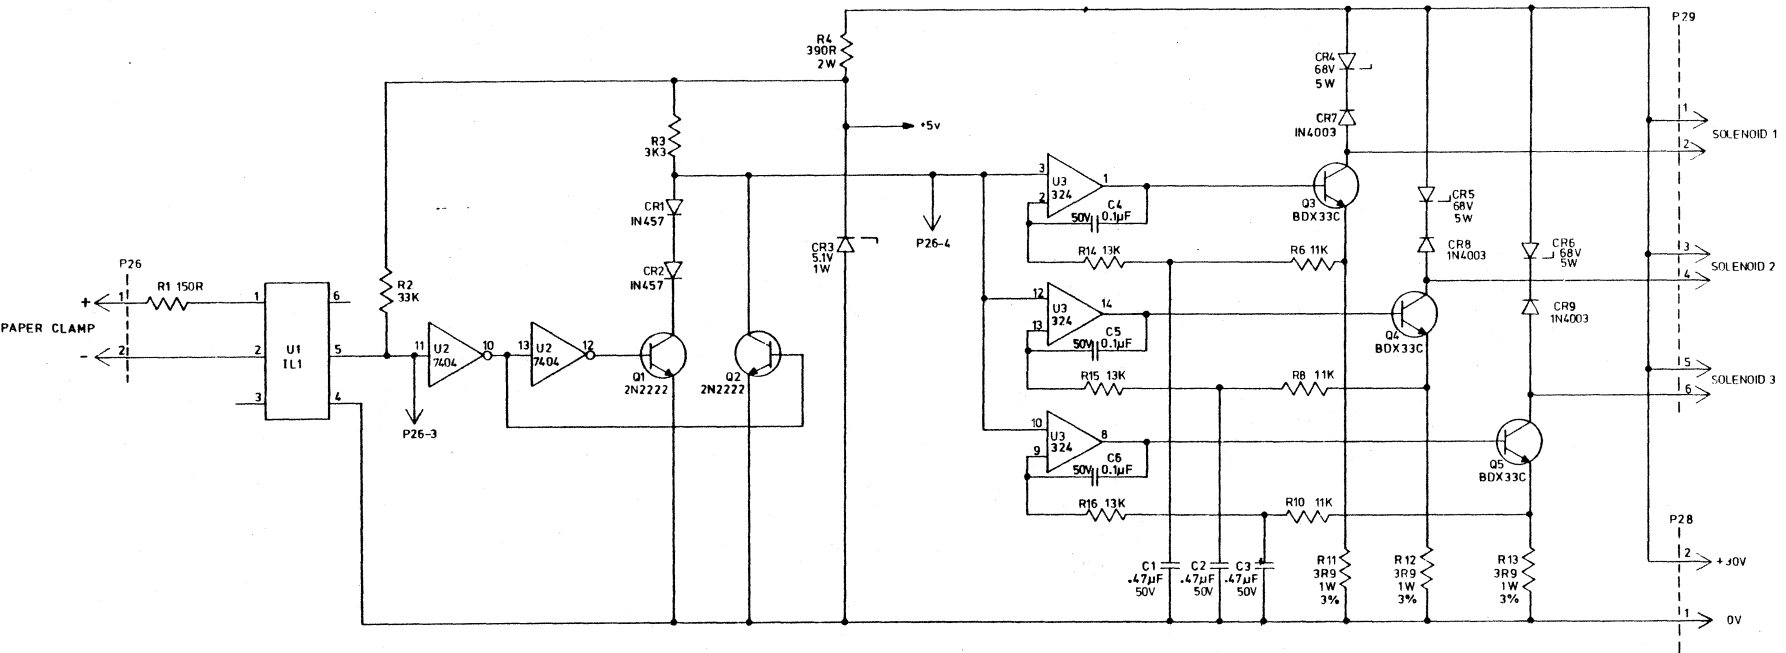 P29
R4
390R
2W
CR4
68V
5W
1
SOLENOID 1
2
CR7
IN4003
+5v
R3
3K3
3
U3
324
1
2
C4
50V 0.1µF
Q3
BDX33C
CR1
IN457
CR5
68V
5W
P26-4
CR3
5.1V
1W
R14 13K
R6 11K
CR8
1N4003
CR6
68V
5W
3
SOLENOID 2
4
P26
CR2
IN457
+
1
R1 150R
1
6
R2
33K
12
U3
324
14
13
C5
50V 0.1µF
Q4
BDX33C
CR9
1N4003
PAPER CLAMP
-
2
2
U1
IL1
5
11
U2
7404
10
13
U2
7404
12
Q1
2N2222
Q2
2N2222
R15 13K
R8 11K
5
SOLENOID 3
6
3
4
P26-3
10
U3
324
8
9
C6
50V 0.1µF
Q5
BDX33C
R16 13K
R10 11K
P28
2
C1
.47µF
50V
C2
.47µF
50V
C3
.47µF
50V
R11
3R9
1W
3%
R12
3R9
1W
3%
R13
3R9
1W
3%
1
0V